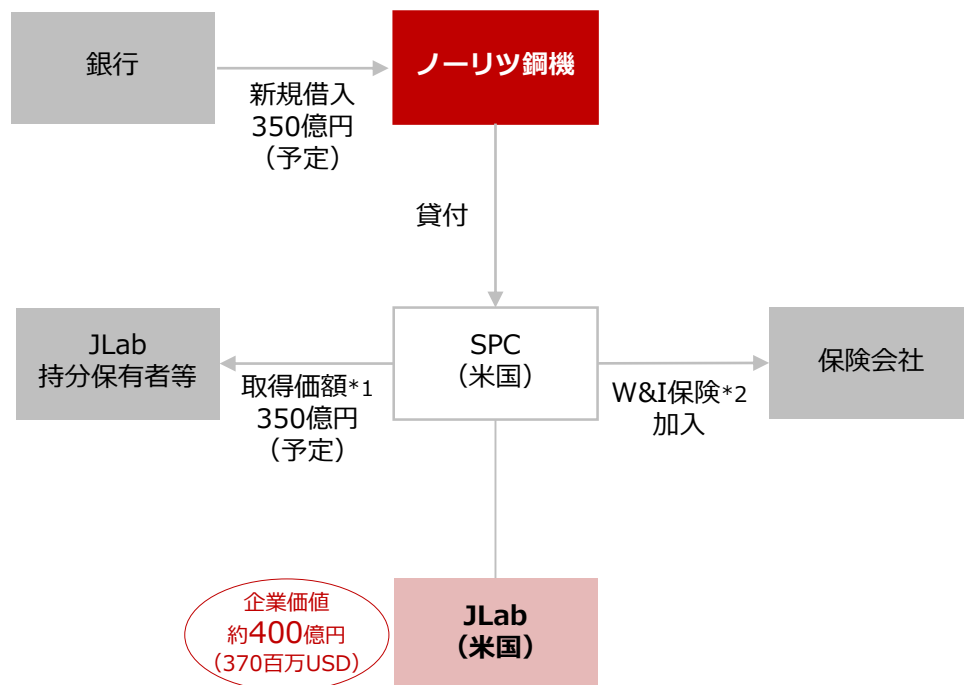 銀行
ノーリツ鋼機
新規借入
350億円
（予定）
貸付
JLab
持分保有者等
取得価額*1
350億円
（予定）
SPC
（米国）
W&I保険*2
加入
保険会社
企業価値
約400億円
（370百万USD）
JLab
（米国）